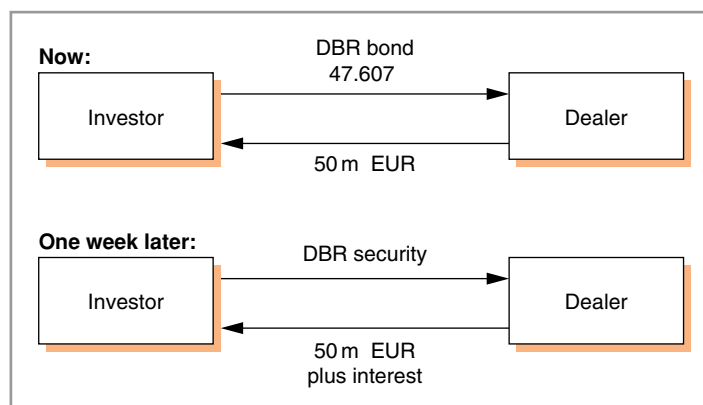 Now:
DBR bond
47.607
Investor
Dealer
50 m EUR
One week later:
DBR security
Investor
Dealer
50 m EUR
plus interest